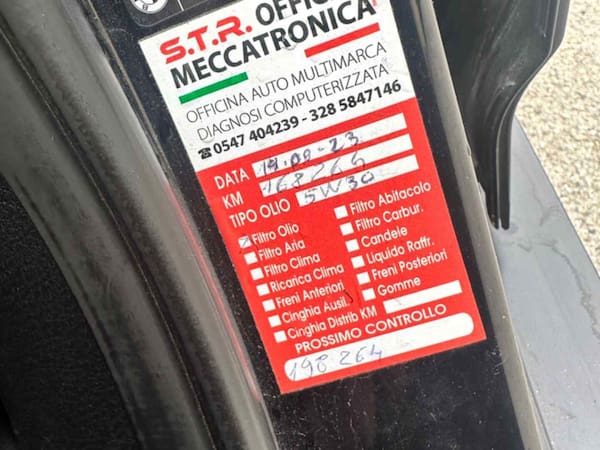 S.T.R. OFFIC
MECCATRONICA
OFFICINA AUTO MULTIMARCA
DIAGNOSI COMPUTERIZZATA
☎0547 404239 - 328 5847146
DATA 19.09-23
KM 168264
TIPO OLIO 5W30
Filtro Olio
Filtro Aria
Filtro Clima
Ricarica Clima
Freni Anteriori
Cinghia Ausil.
Cinghia Distrib KM
Filtro Abitacolo
Filtro Carbur.
Candele
Liquido Raffr.
Freni Posteriori
Gomme
PROSSIMO CONTROLLO
198264